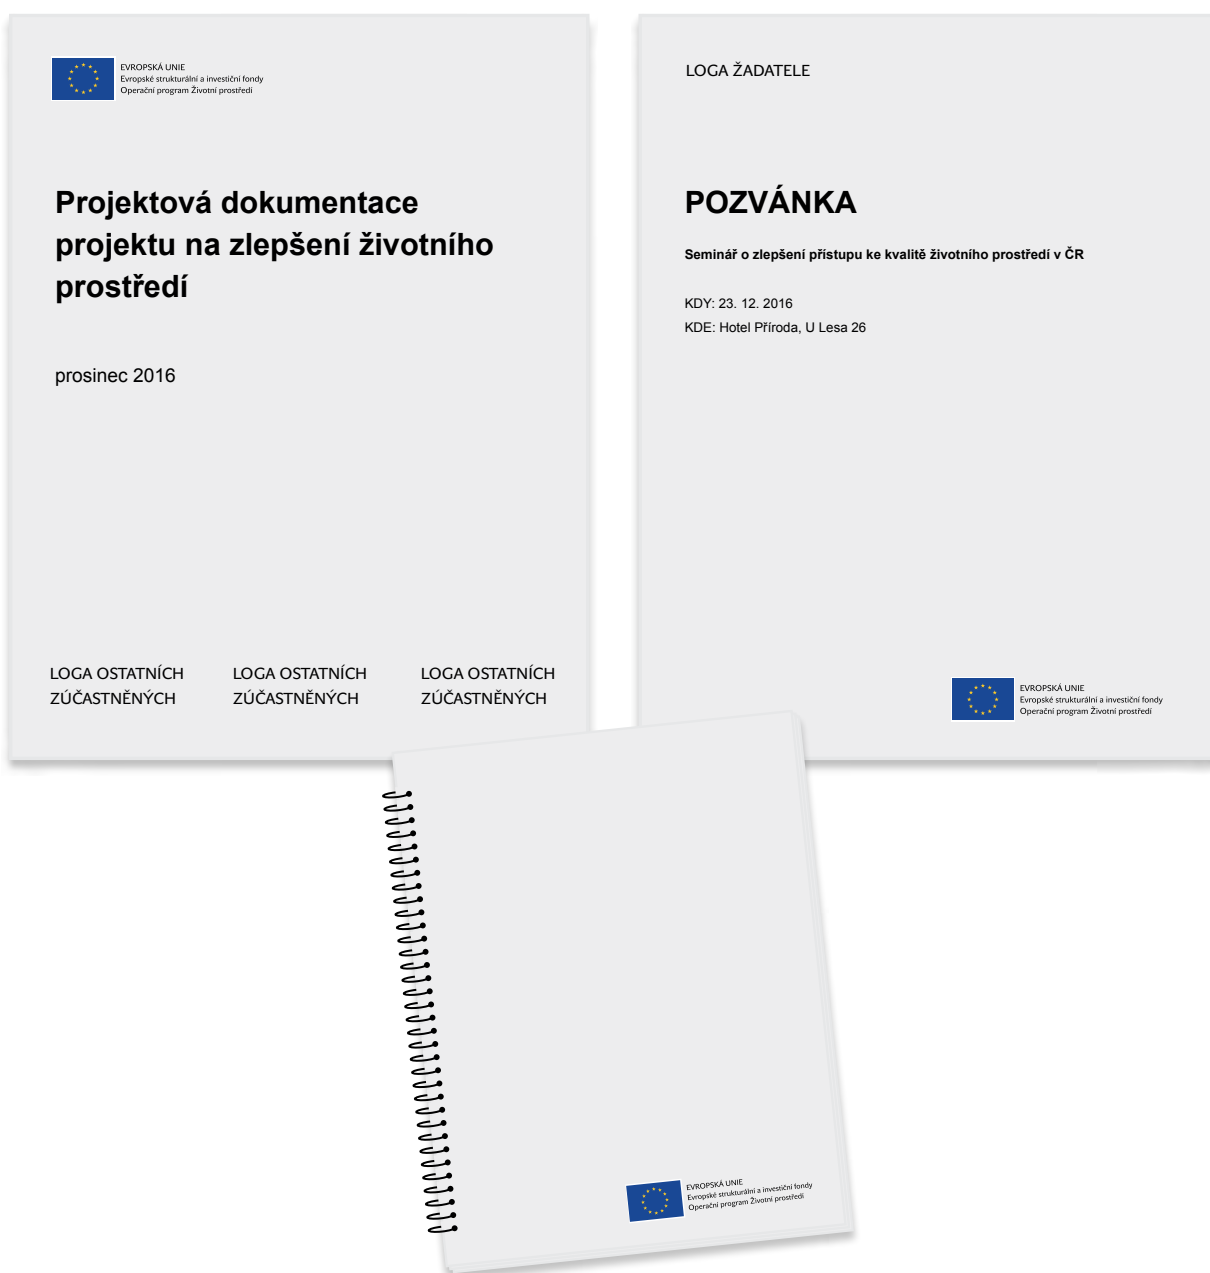 EVROPSKÁ UNIE
Evropské strukturální a investiční fondy
Operační program Životní prostředí
Projektová dokumentace
projektu na zlepšení životního
prostředí
prosinec 2016
LOGA OSTATNÍCH
ZÚČASTNĚNÝCH
LOGA OSTATNÍCH
ZÚČASTNĚNÝCH
LOGA OSTATNÍCH
ZÚČASTNĚNÝCH
LOGA ŽADATELE
POZVÁNKA
Seminář o zlepšení přístupu ke kvalitě životního prostředí v ČR
KDY: 23. 12. 2016
KDE: Hotel Příroda, U Lesa 26
EVROPSKÁ UNIE
Evropské strukturální a investiční fondy
Operační program Životní prostředí
EVROPSKÁ UNIE
Evropské strukturální a investiční fondy
Operační program Životní prostředí